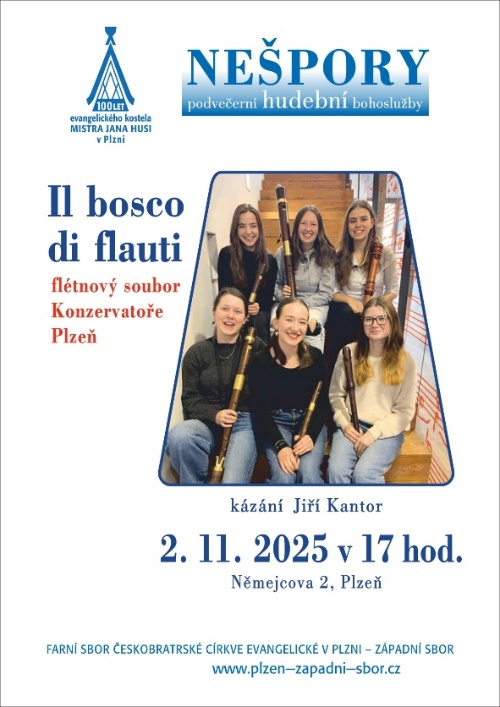 100 LET
evangelického kostela
MISTRA JANA HUSI
v Plzni
NEŠPORY
podvečerní hudební bohoslužby
Il bosco
di flauti
flétnový soubor
Konzervatoře
Plzeň
kázání Jiří Kantor
2. 11. 2025 v 17 hod.
Němejcova 2, Plzeň
FARNÍ SBOR ČESKOBRATRSKÉ CÍRKVE EVANGELICKÉ V PLZNI – ZÁPADNÍ SBOR
www.plzen–zapadni–sbor.cz